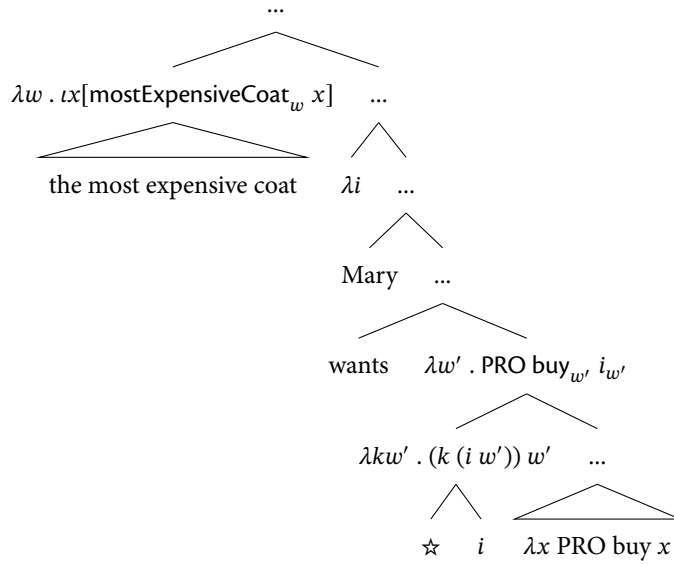 ...
λw . ιx[mostExpensiveCoat_w x] ...
the most expensive coat λi ...
Mary ...
wants λw′ . PRO buy_w′ i_w′
λkw′ . (k (i w′)) w′ ...
☆ i λx PRO buy x